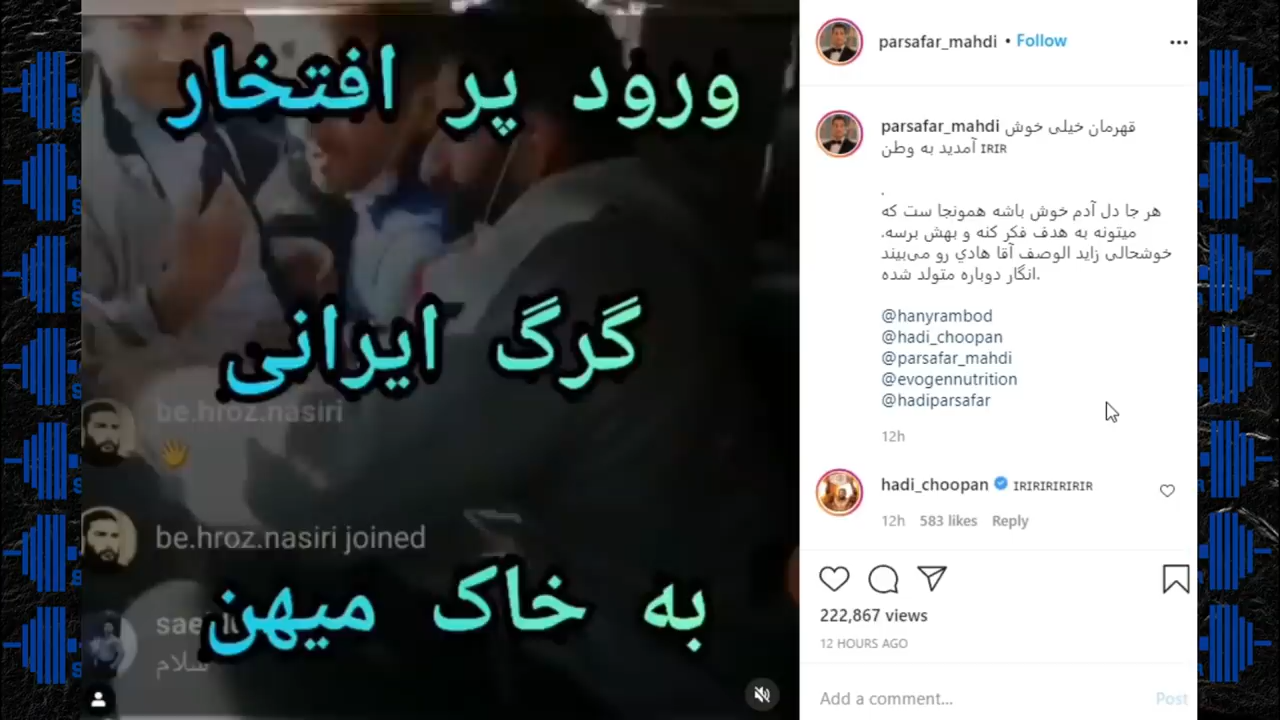 ورود پر افتخار
گرگ ایرانی
be.hroz.nasiri
👋
be.hroz.nasiri joined
به خاک میهن
سلام
parsafar_mahdi • Follow
parsafar_mahdi قهرمان خیلی خوش
آمدید به وطن IRIR
.
هر جا دل آدم خوش باشه همونجا ست که
میتونه به هدف فکر کنه و بهش برسه.
خوشحالی زاید الوصف آقا هادي رو می‌بیند
انگار دوباره متولد شده.
@hanyrambod
@hadi_choopan
@parsafar_mahdi
@evogennutrition
@hadiparsafar
12h
hadi_choopan IRIRIRIRIRIR
12h 583 likes Reply
222,867 views
12 HOURS AGO
Add a comment... Post